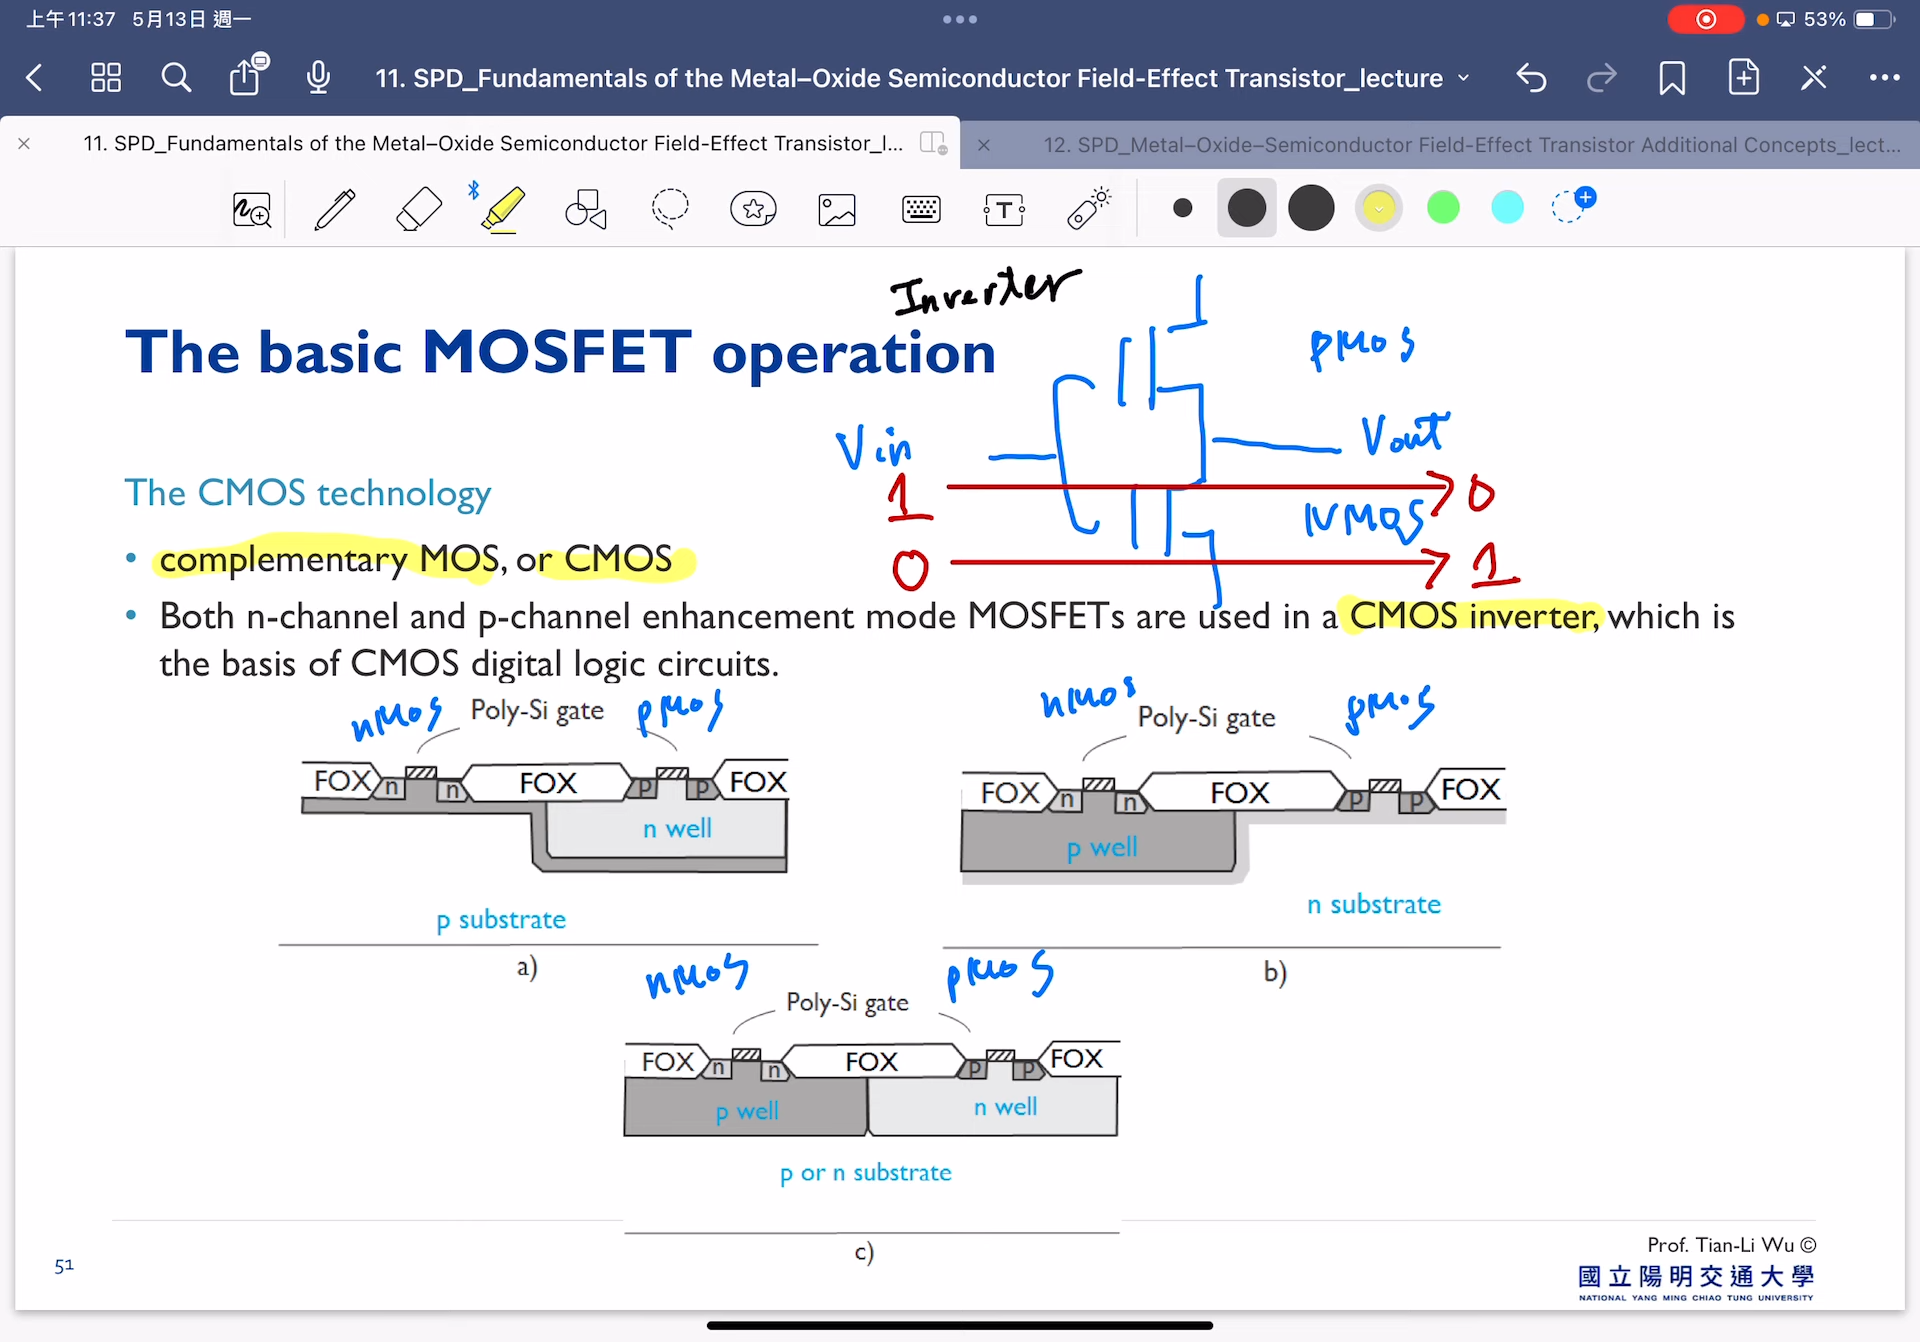 上午11:37 5月13日 週一
53%
11. SPD_Fundamentals of the Metal–Oxide Semiconductor Field-Effect Transistor_lecture
11. SPD_Fundamentals of the Metal–Oxide Semiconductor Field-Effect Transistor_l...
12. SPD_Metal–Oxide–Semiconductor Field-Effect Transistor Additional Concepts_lect...
Inverter
The basic MOSFET operation
pMOS
Vin
Vout
The CMOS technology
1
0
NMOS
• complementary MOS, or CMOS
0
1
• Both n-channel and p-channel enhancement mode MOSFETs are used in a CMOS inverter, which is
the basis of CMOS digital logic circuits.
nMOS
Poly-Si gate
pMOS
FOX
n
n
FOX
p
p
FOX
n well
p substrate
a)
nMOS
Poly-Si gate
pMOS
FOX
n
n
FOX
p
p
FOX
p well
n substrate
b)
nMOS
Poly-Si gate
pMOS
FOX
n
n
FOX
p
p
FOX
p well
n well
p or n substrate
c)
51
Prof. Tian-Li Wu ©
國立陽明交通大學
NATIONAL YANG MING CHIAO TUNG UNIVERSITY